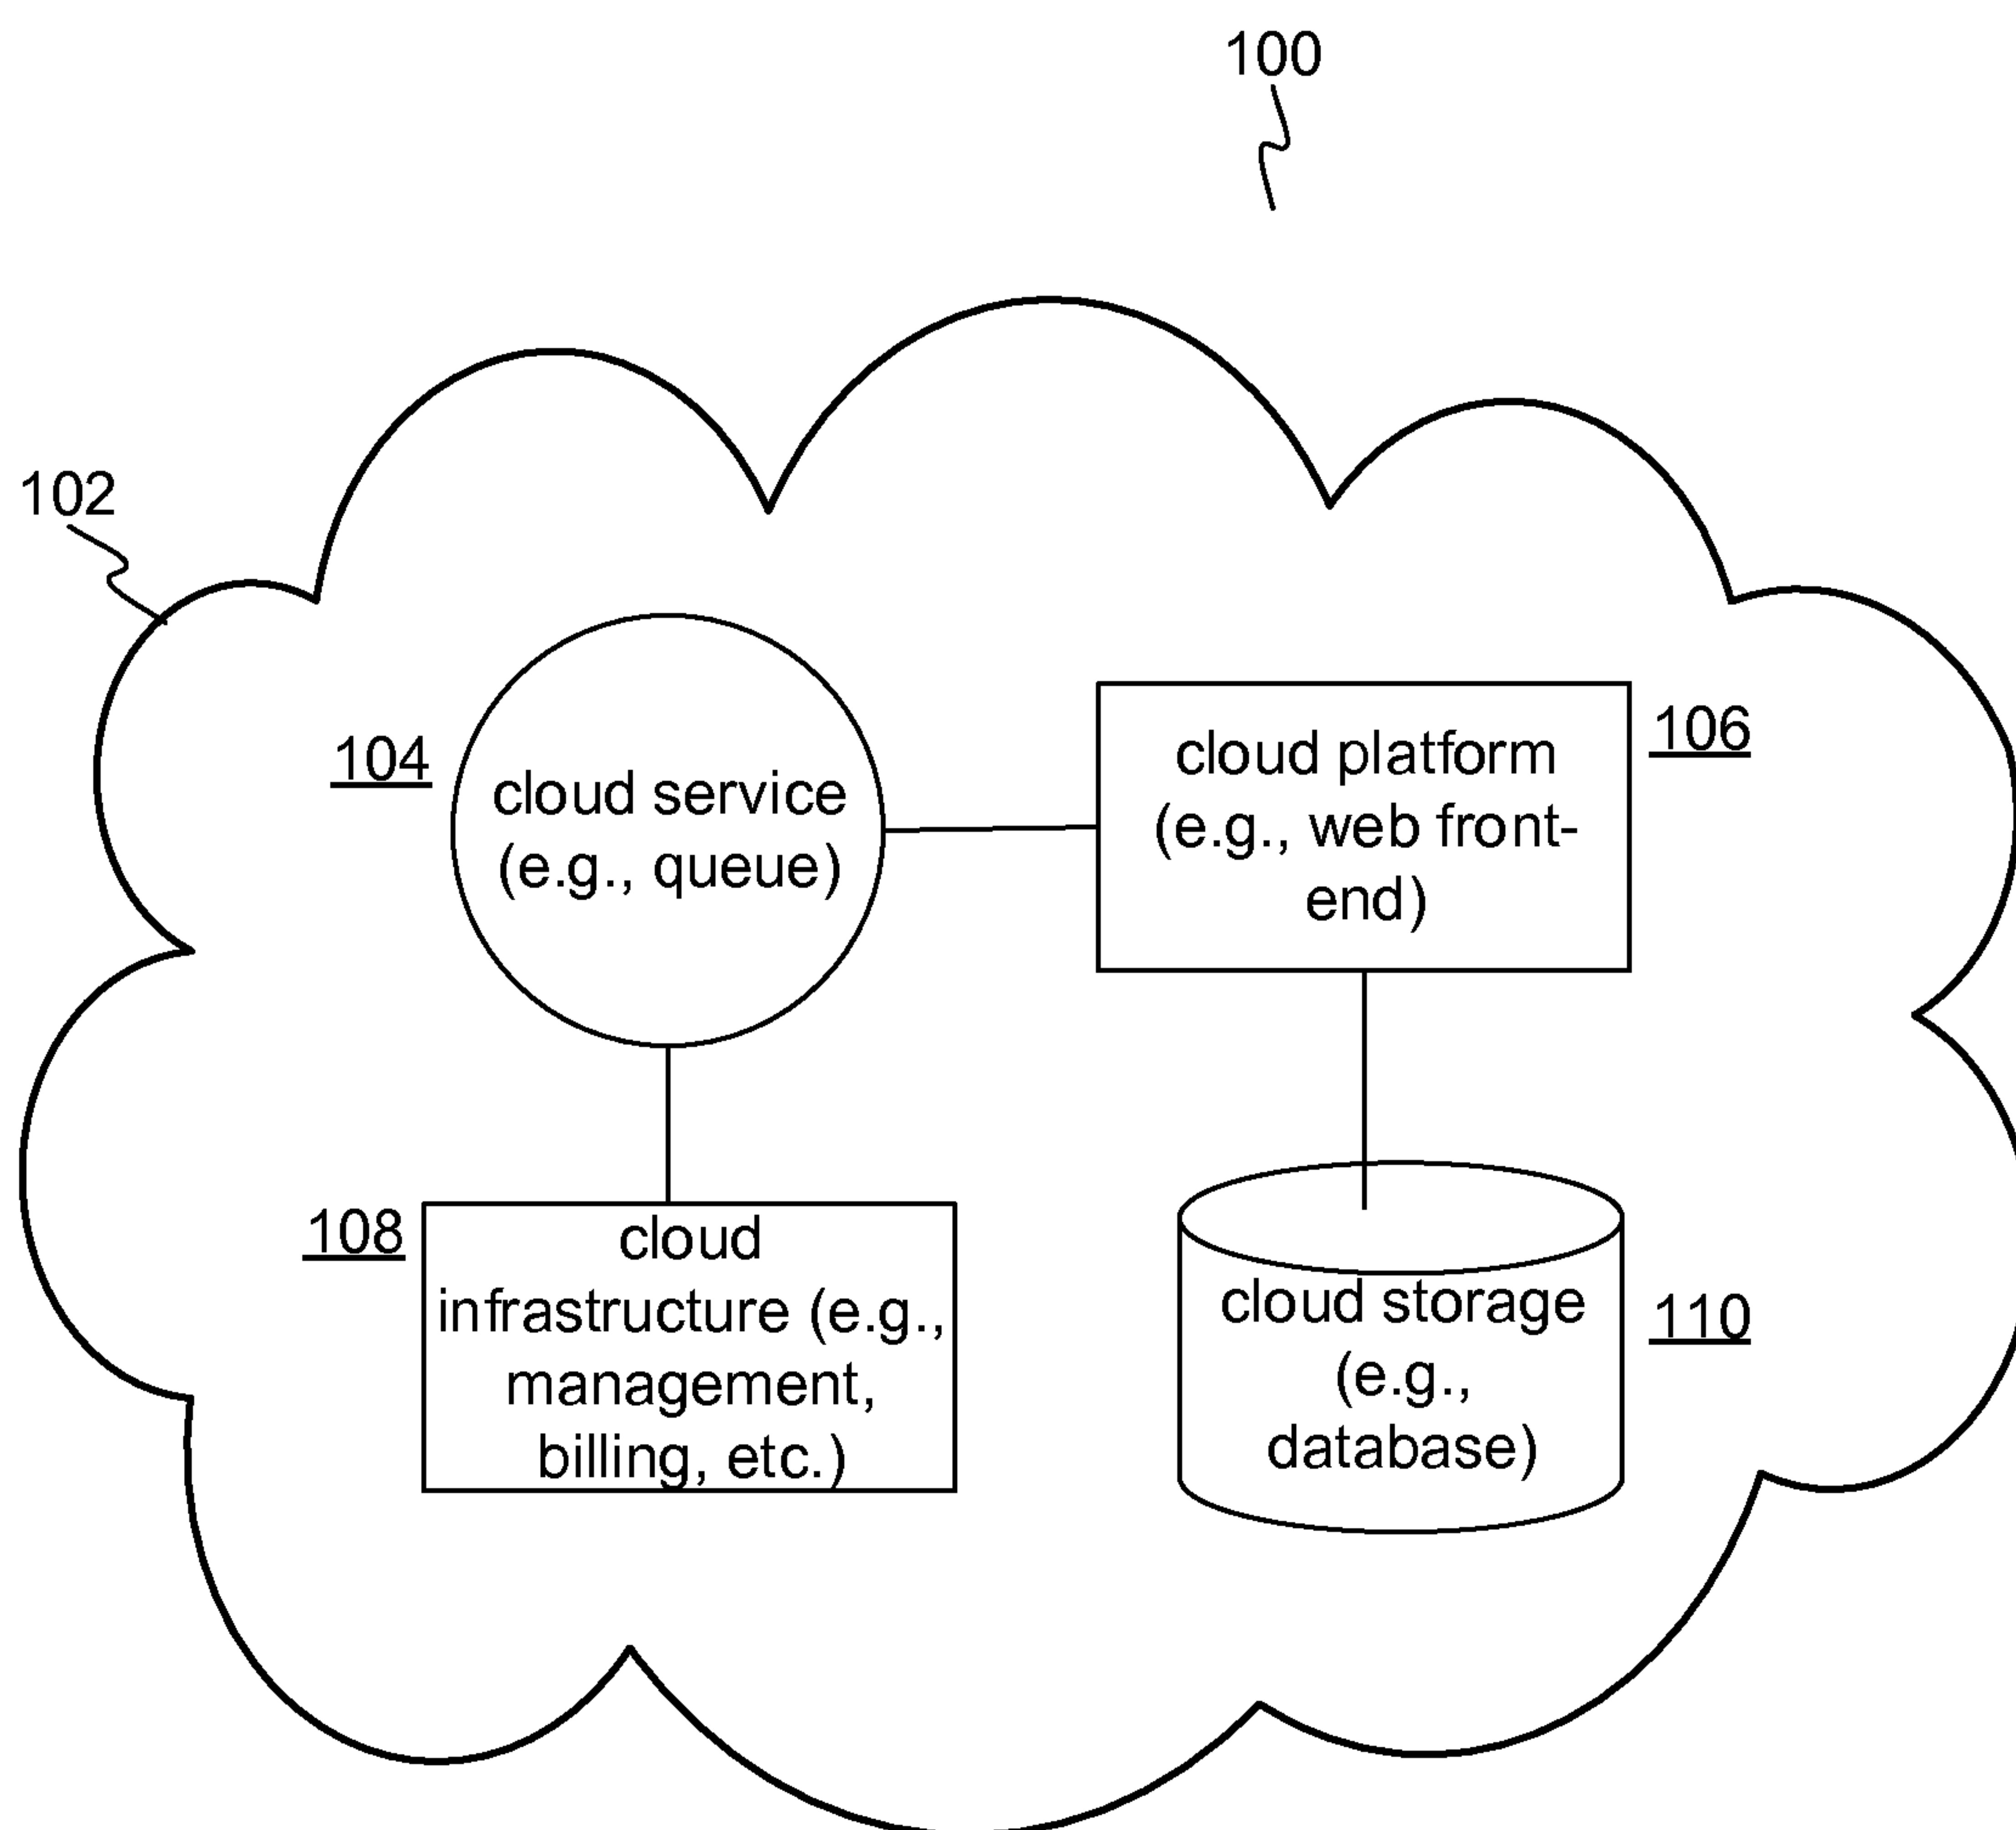 100
102
104
cloud service
(e.g., queue)
cloud platform
(e.g., web front-
end)
106
108
cloud
infrastructure (e.g.,
management,
billing, etc.)
cloud storage
(e.g.,
database)
110